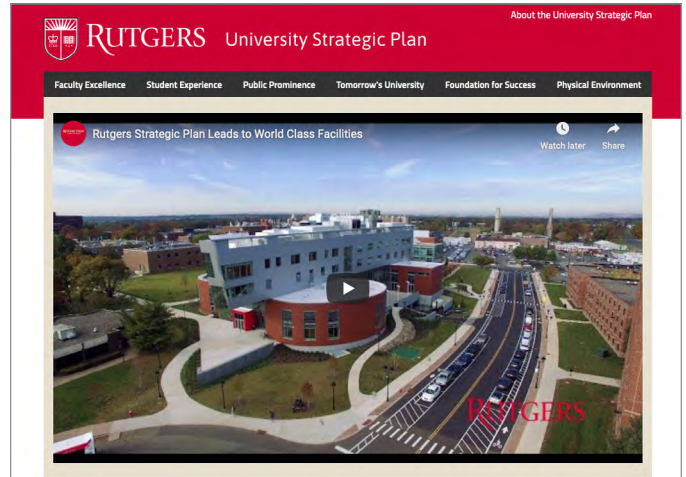 About the University Strategic Plan
RUTGERS University Strategic Plan
Faculty Excellence Student Experience Public Prominence Tomorrow's University Foundation for Success Physical Environment
Rutgers Strategic Plan Leads to World Class Facilities
Watch later Share
RUTGERS